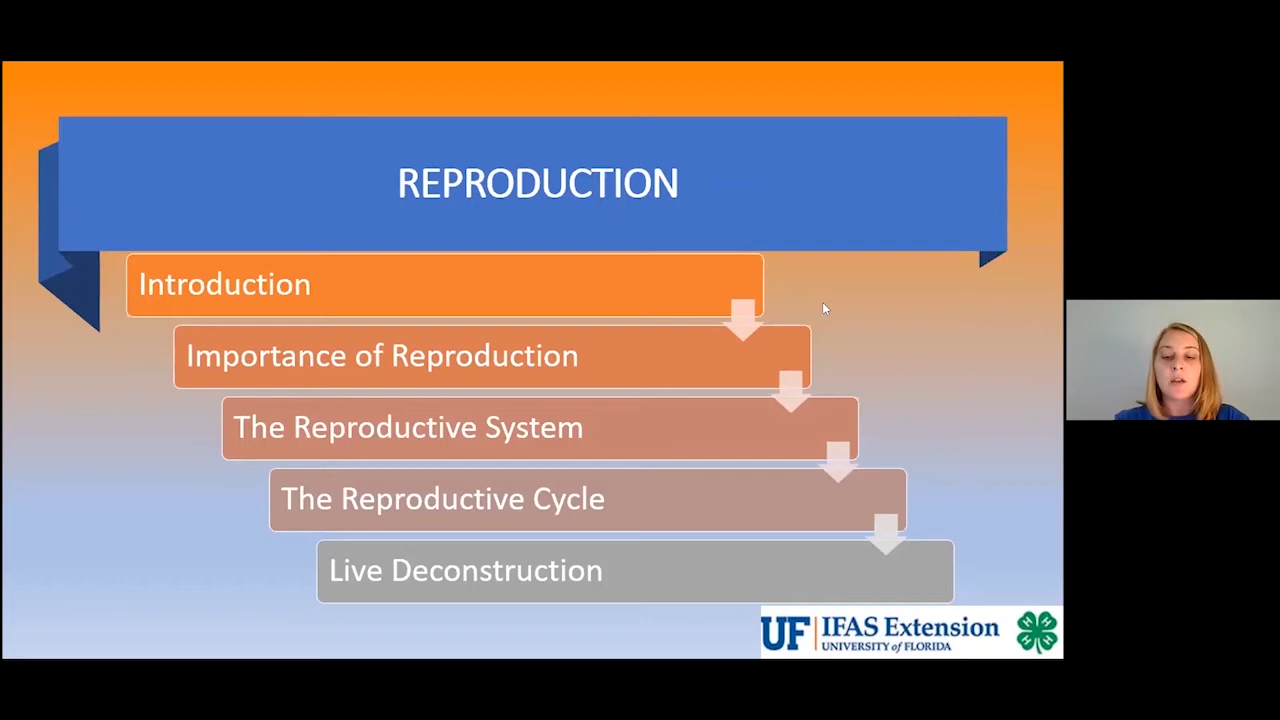 REPRODUCTION
Introduction
Importance of Reproduction
The Reproductive System
The Reproductive Cycle
Live Deconstruction
UF IFAS Extension
UNIVERSITY of FLORIDA
H H H H